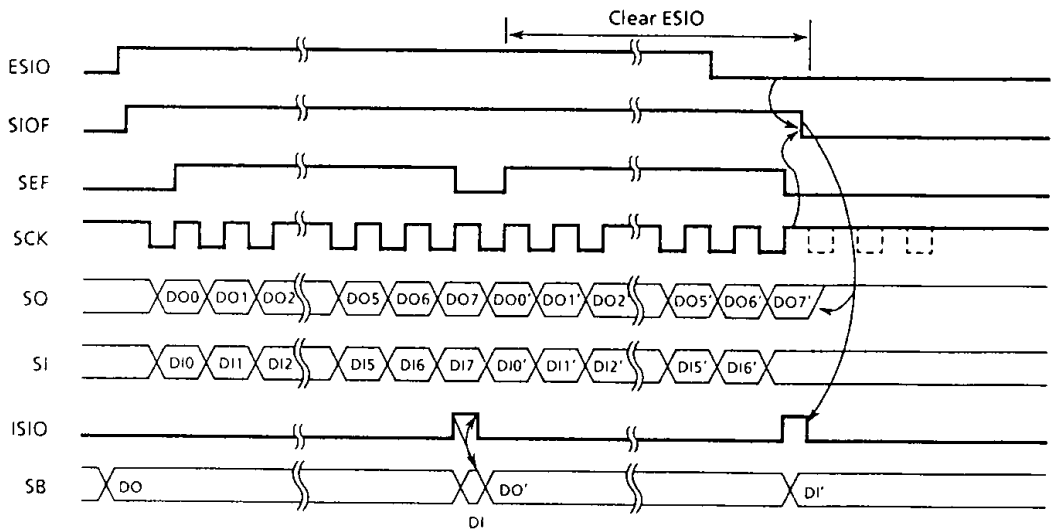 Clear ESIO
ESIO
SIOF
SEF
SCK
SO DO0 DO1 DO2 DO5 DO6 DO7 DO0' DO1' DO2' DO5' DO6' DO7'
SI DI0 DI1 DI2 DI5 DI6 DI7 DI0' DI1' DI2' DI5' DI6'
ISIO
SB DO DO' DI'
DI